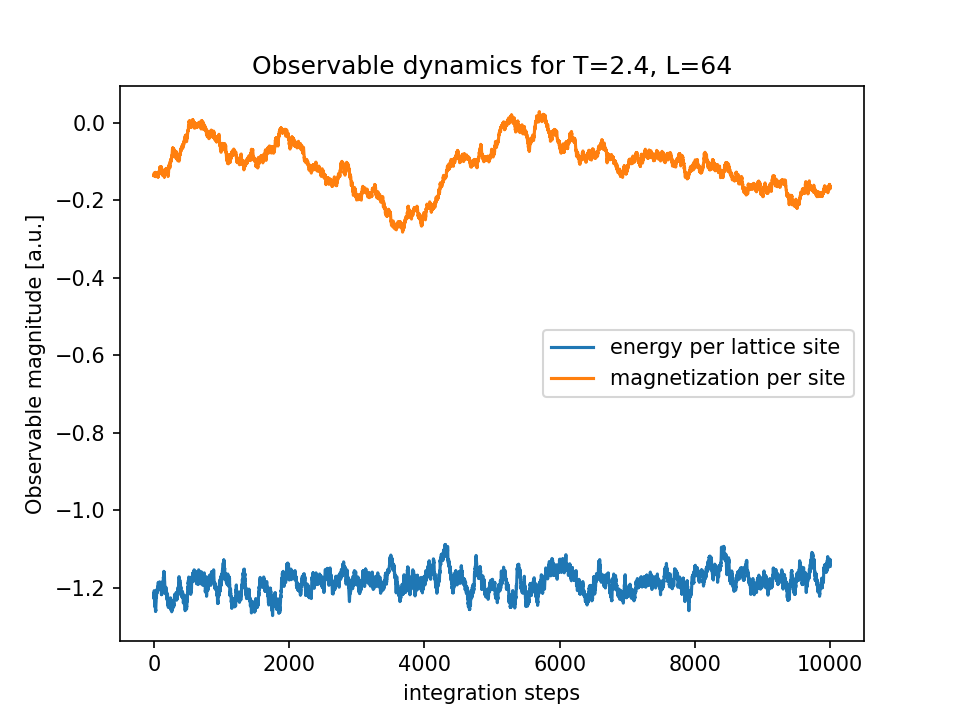 Observable dynamics for T=2.4, L=64
Observable magnitude [a.u.]
0.0
−0.2
−0.4
−0.6
−0.8
−1.0
−1.2
energy per lattice site
magnetization per site
0 2000 4000 6000 8000 10000
integration steps